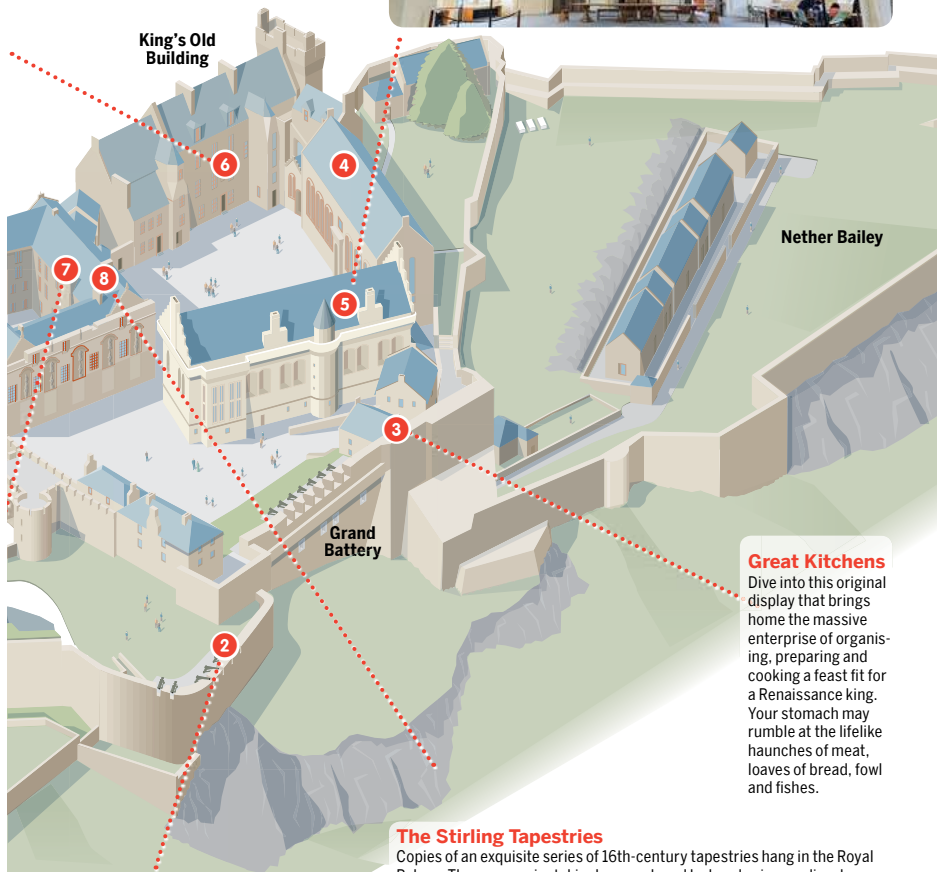 King's Old
Building
6
4
Nether Bailey
7
8
5
3
Grand
Battery
2
Great Kitchens
Dive into this original
display that brings
home the massive
enterprise of organis-
ing, preparing and
cooking a feast fit for
a Renaissance king.
Your stomach may
rumble at the lifelike
haunches of meat,
loaves of bread, fowl
and fishes.
The Stirling Tapestries
Copies of an exquisite series of 16th-century tapestries hang in the Royal